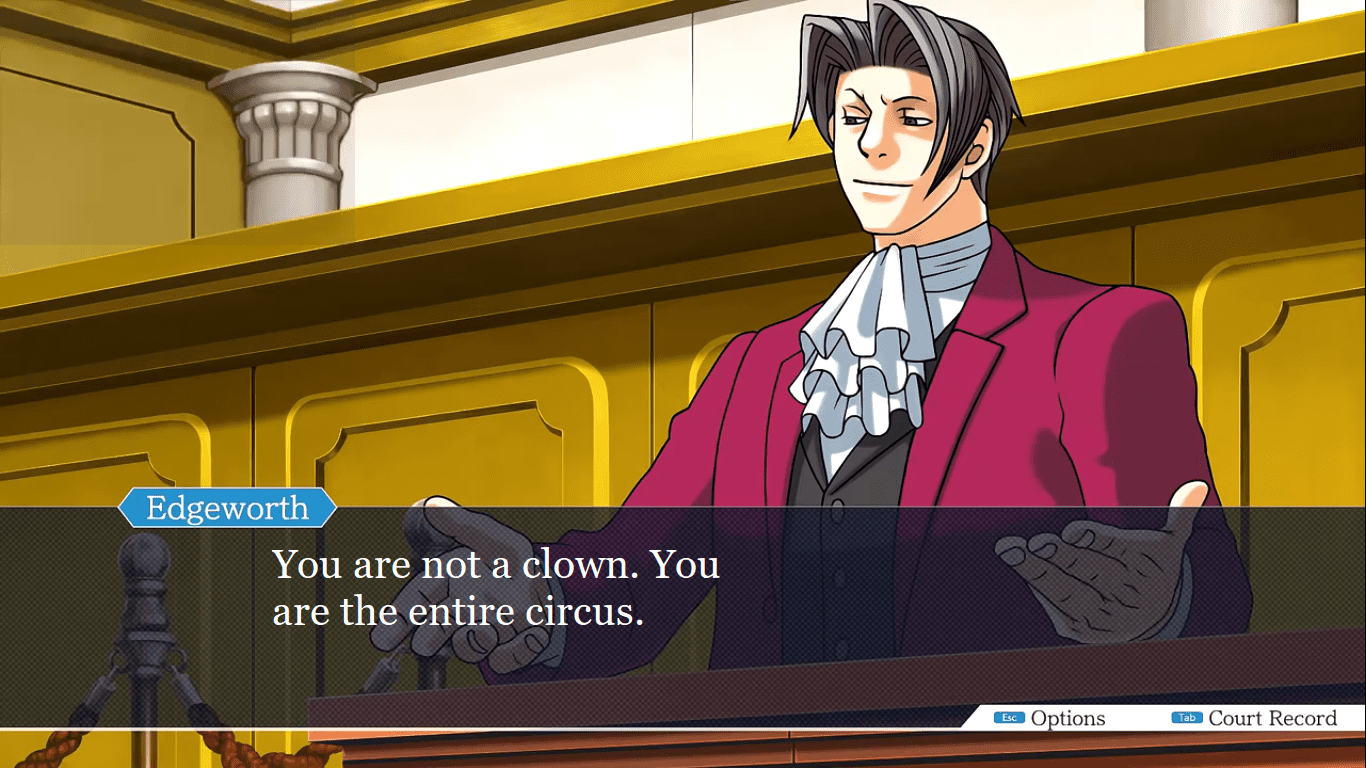 Edgeworth
You are not a clown. You
are the entire circus.
Esc Options Tab Court Record